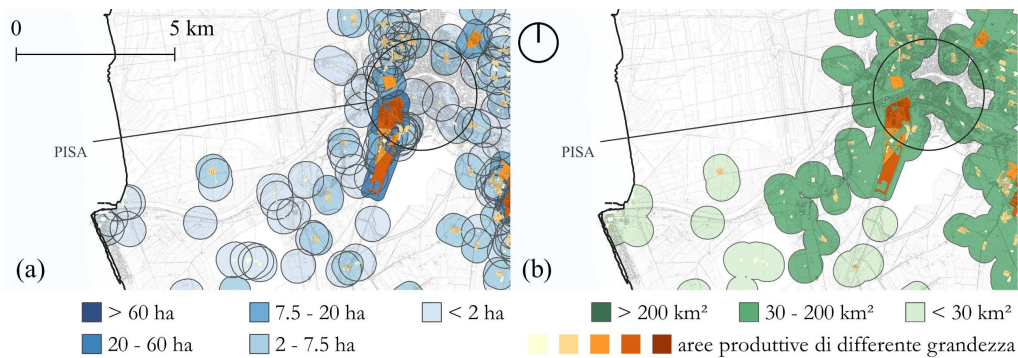 0 5 km
PISA
PISA
(a)
(b)
> 60 ha
7.5 - 20 ha
< 2 ha
20 - 60 ha
2 - 7.5 ha
> 200 km²
30 - 200 km²
< 30 km²
aree produttive di differente grandezza